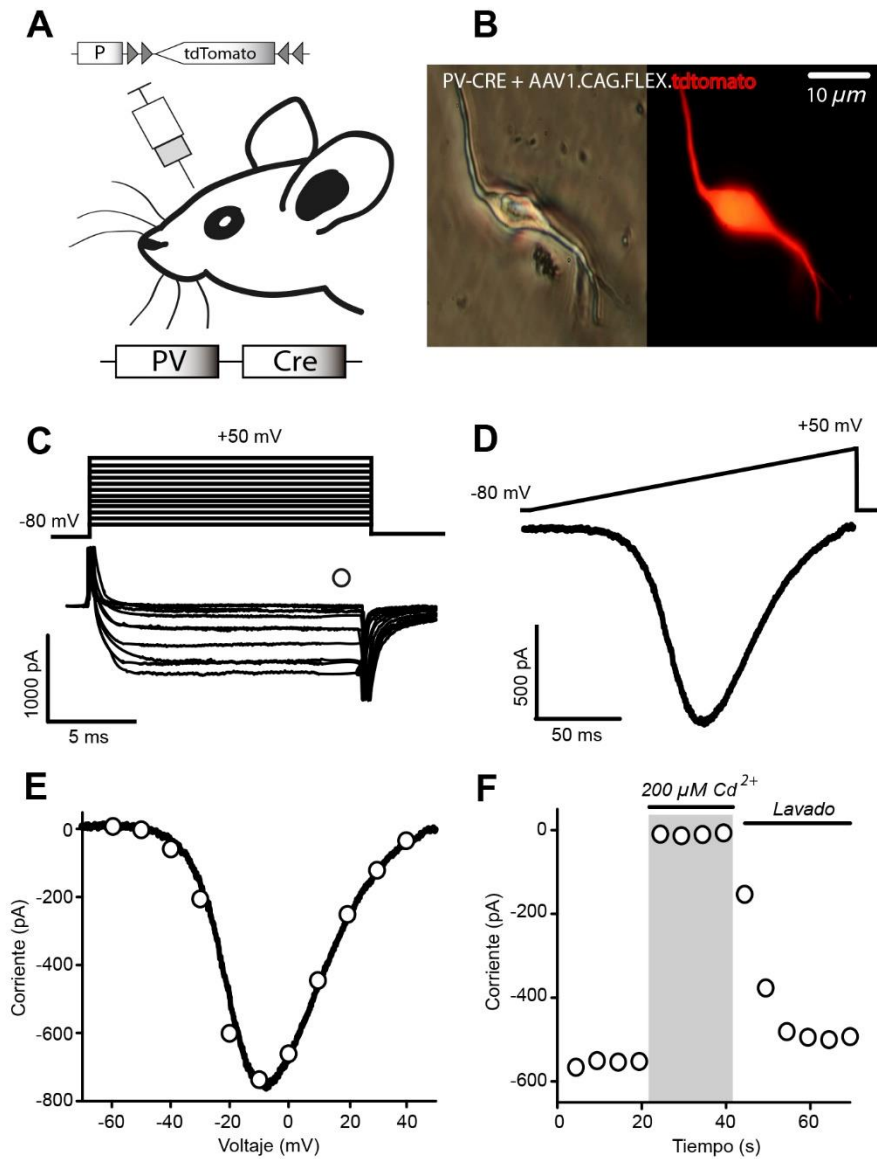 A
P
tdTomato
PV
Cre
B
PV-CRE + AAV1.CAG.FLEX.tdtomato
10 µm
C
+50 mV
-80 mV
1000 pA
5 ms
D
+50 mV
-80 mV
500 pA
50 ms
E
0
-200
-400
-600
-800
Corriente (pA)
-60
-40
-20
0
20
40
Voltaje (mV)
F
200 µM Cd 2+
Lavado
0
-200
-400
-600
Corriente (pA)
0
20
40
60
Tiempo (s)